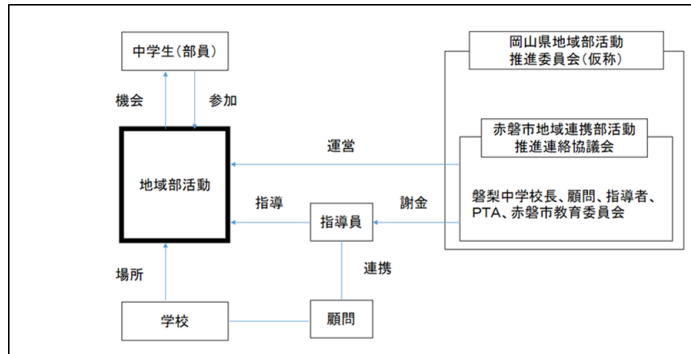 中学生（部員）
岡山県地域部活動
推進委員会（仮称）
機会
参加
赤磐市地域連携部活動
推進連絡協議会
運営
地域部活動
磐梨中学校長、顧問、指導者、
PTA、赤磐市教育委員会
指導
謝金
指導員
場所
連携
学校
顧問